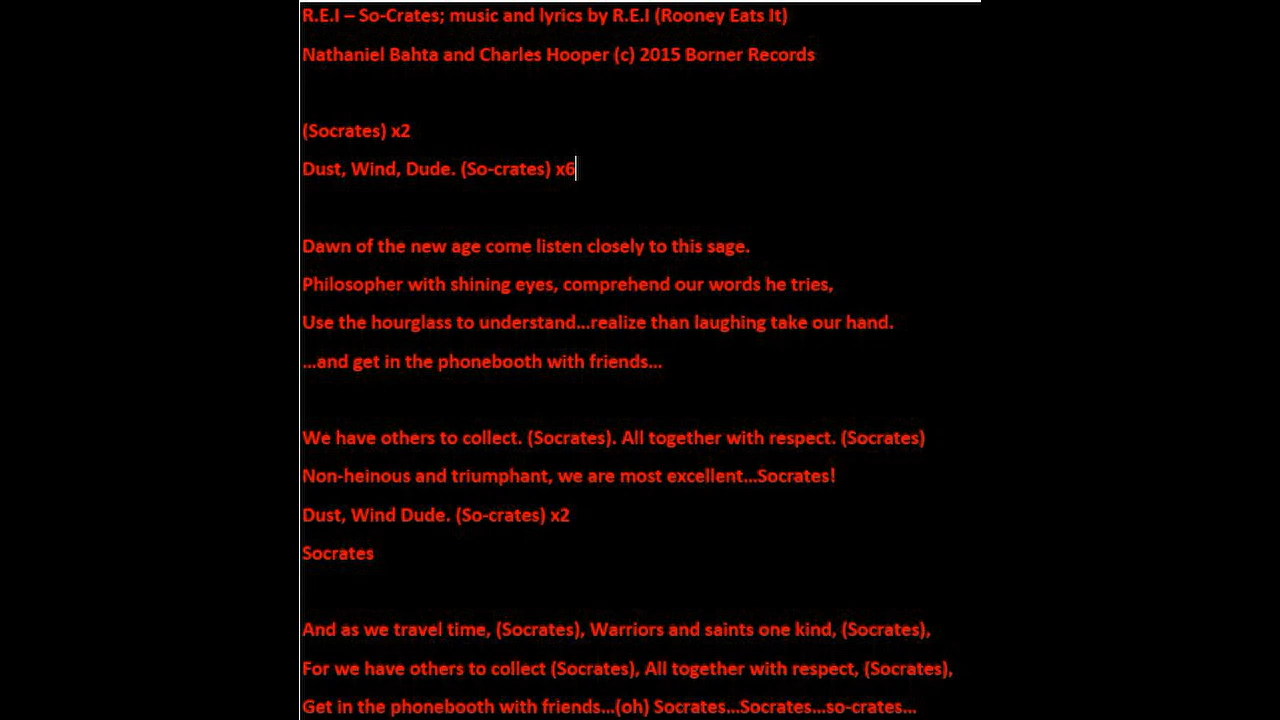 R.E.I – So-Crates; music and lyrics by R.E.I (Rooney Eats It)
Nathaniel Bahta and Charles Hooper (c) 2015 Borner Records
(Socrates) x2
Dust, Wind, Dude. (So-crates) x6
Dawn of the new age come listen closely to this sage.
Philosopher with shining eyes, comprehend our words he tries,
Use the hourglass to understand...realize than laughing take our hand.
...and get in the phonebooth with friends...
We have others to collect. (Socrates). All together with respect. (Socrates)
Non-heinous and triumphant, we are most excellent...Socrates!
Dust, Wind Dude. (So-crates) x2
Socrates
And as we travel time, (Socrates), Warriors and saints one kind, (Socrates),
For we have others to collect (Socrates), All together with respect, (Socrates),
Get in the phonebooth with friends...(oh) Socrates...Socrates...so-crates...